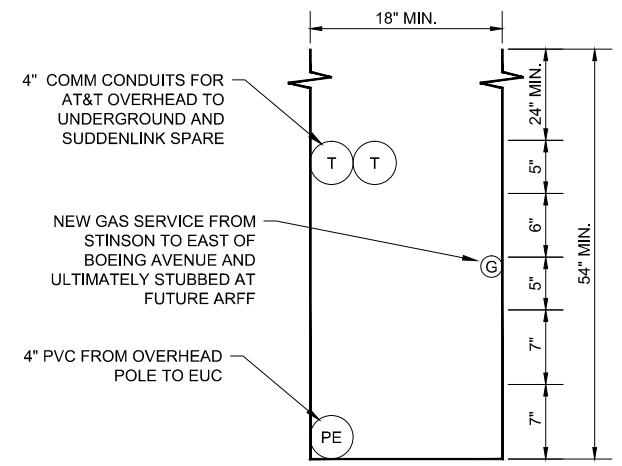 18" MIN.
4" COMM CONDUITS FOR
AT&T OVERHEAD TO
UNDERGROUND AND
SUDDENLINK SPARE
T T
24" MIN.
5"
6"
NEW GAS SERVICE FROM
STINSON TO EAST OF
BOEING AVENUE AND
ULTIMATELY STUBBED AT
FUTURE ARFF
G
5"
54" MIN.
7"
4" PVC FROM OVERHEAD
POLE TO EUC
PE
7"